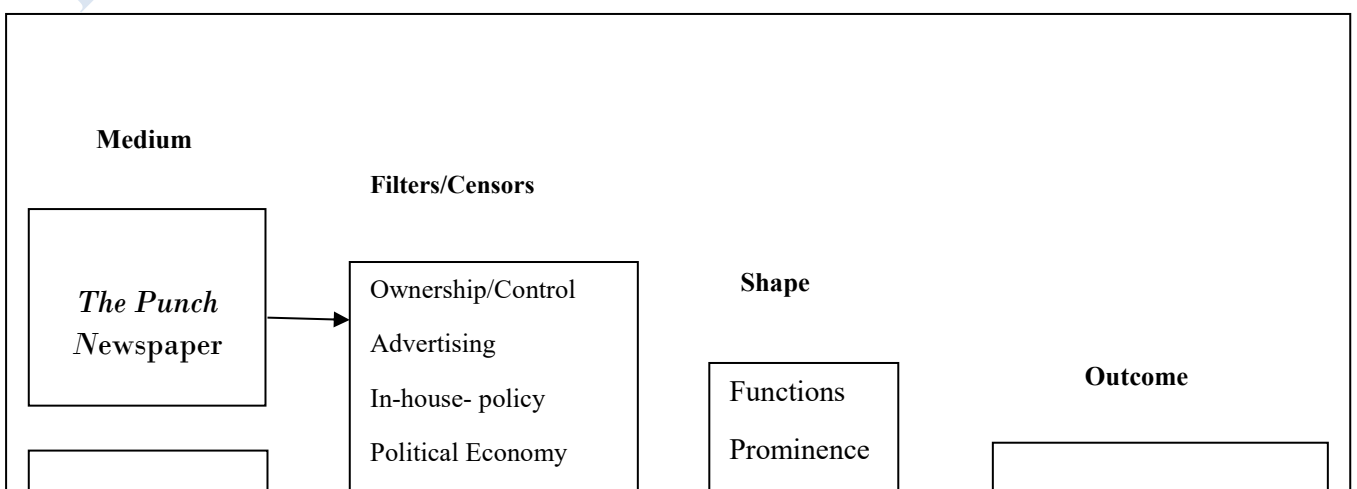 Medium
Filters/Censors
Shape
Outcome
The Punch
Newspaper
Ownership/Control
Advertising
In-house- policy
Political Economy
Functions
Prominence